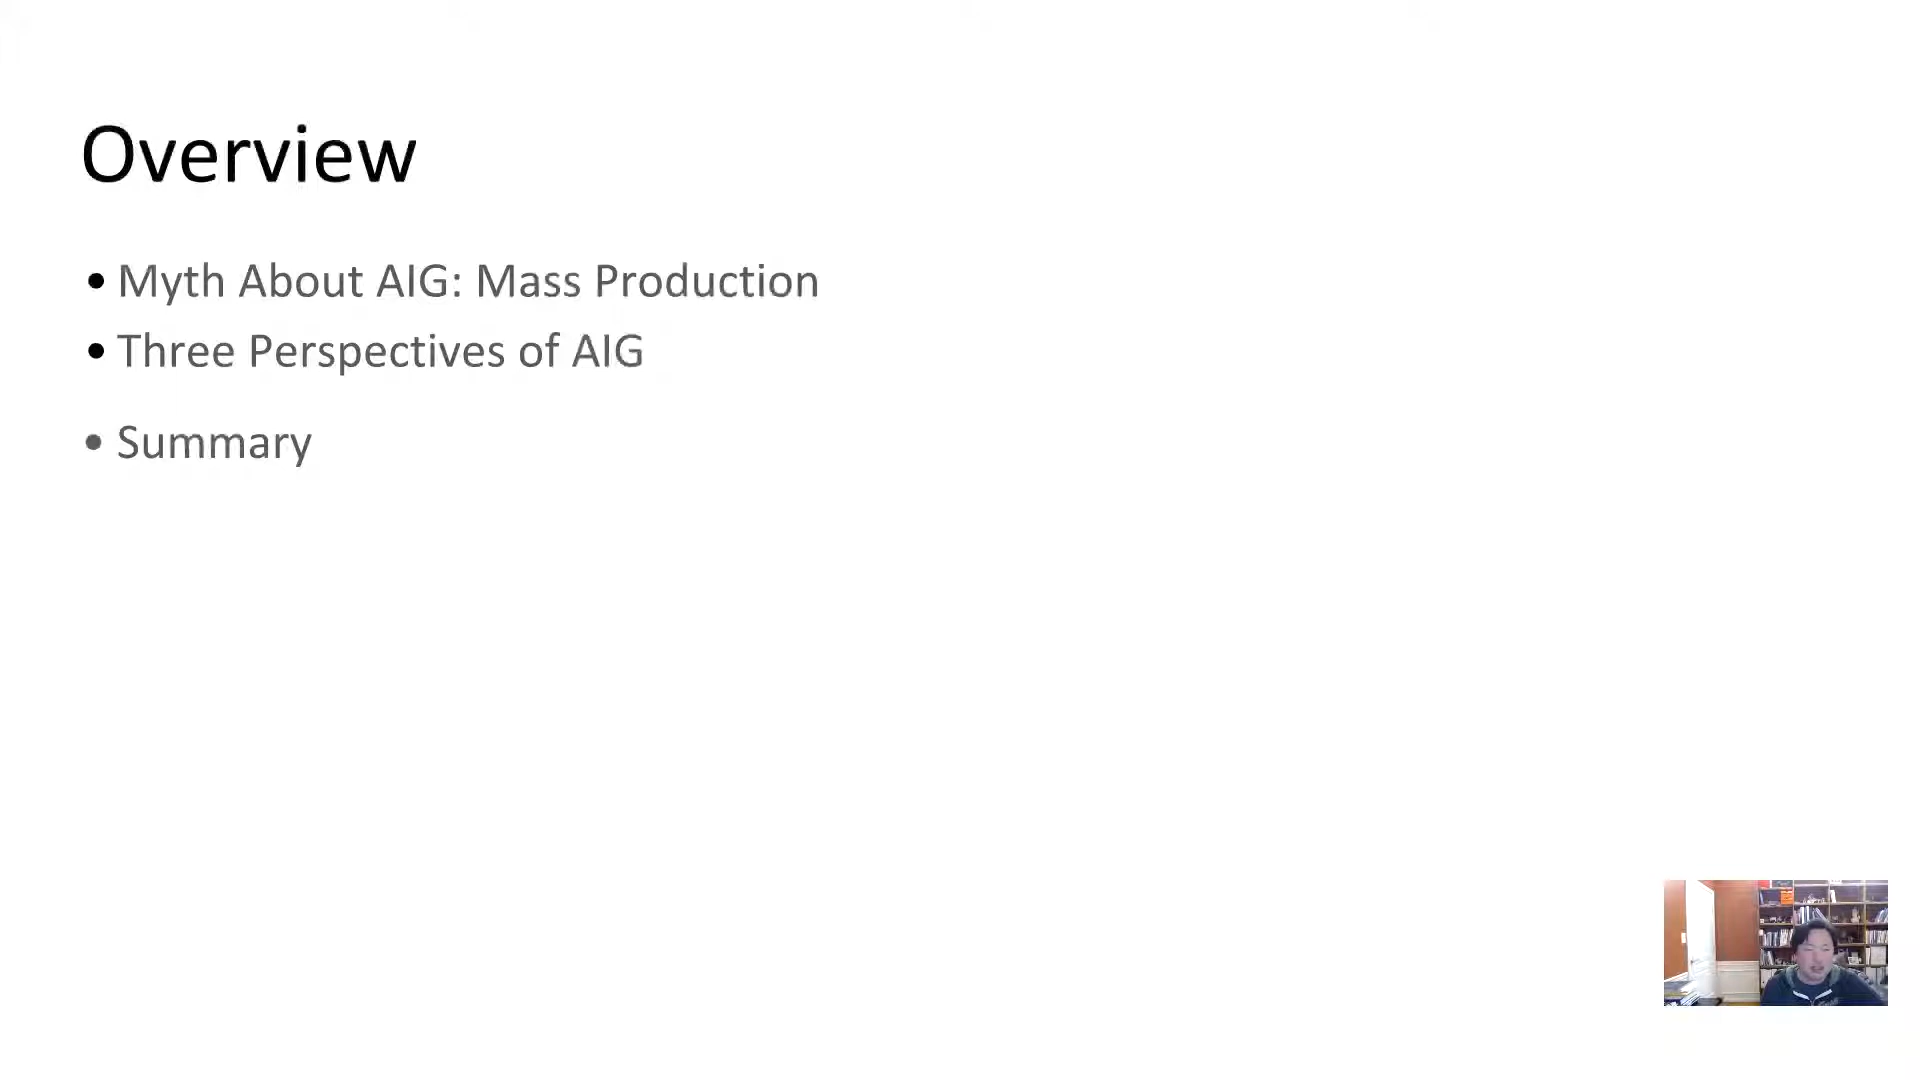 Overview
• Myth About AIG: Mass Production
• Three Perspectives of AIG
• Summary